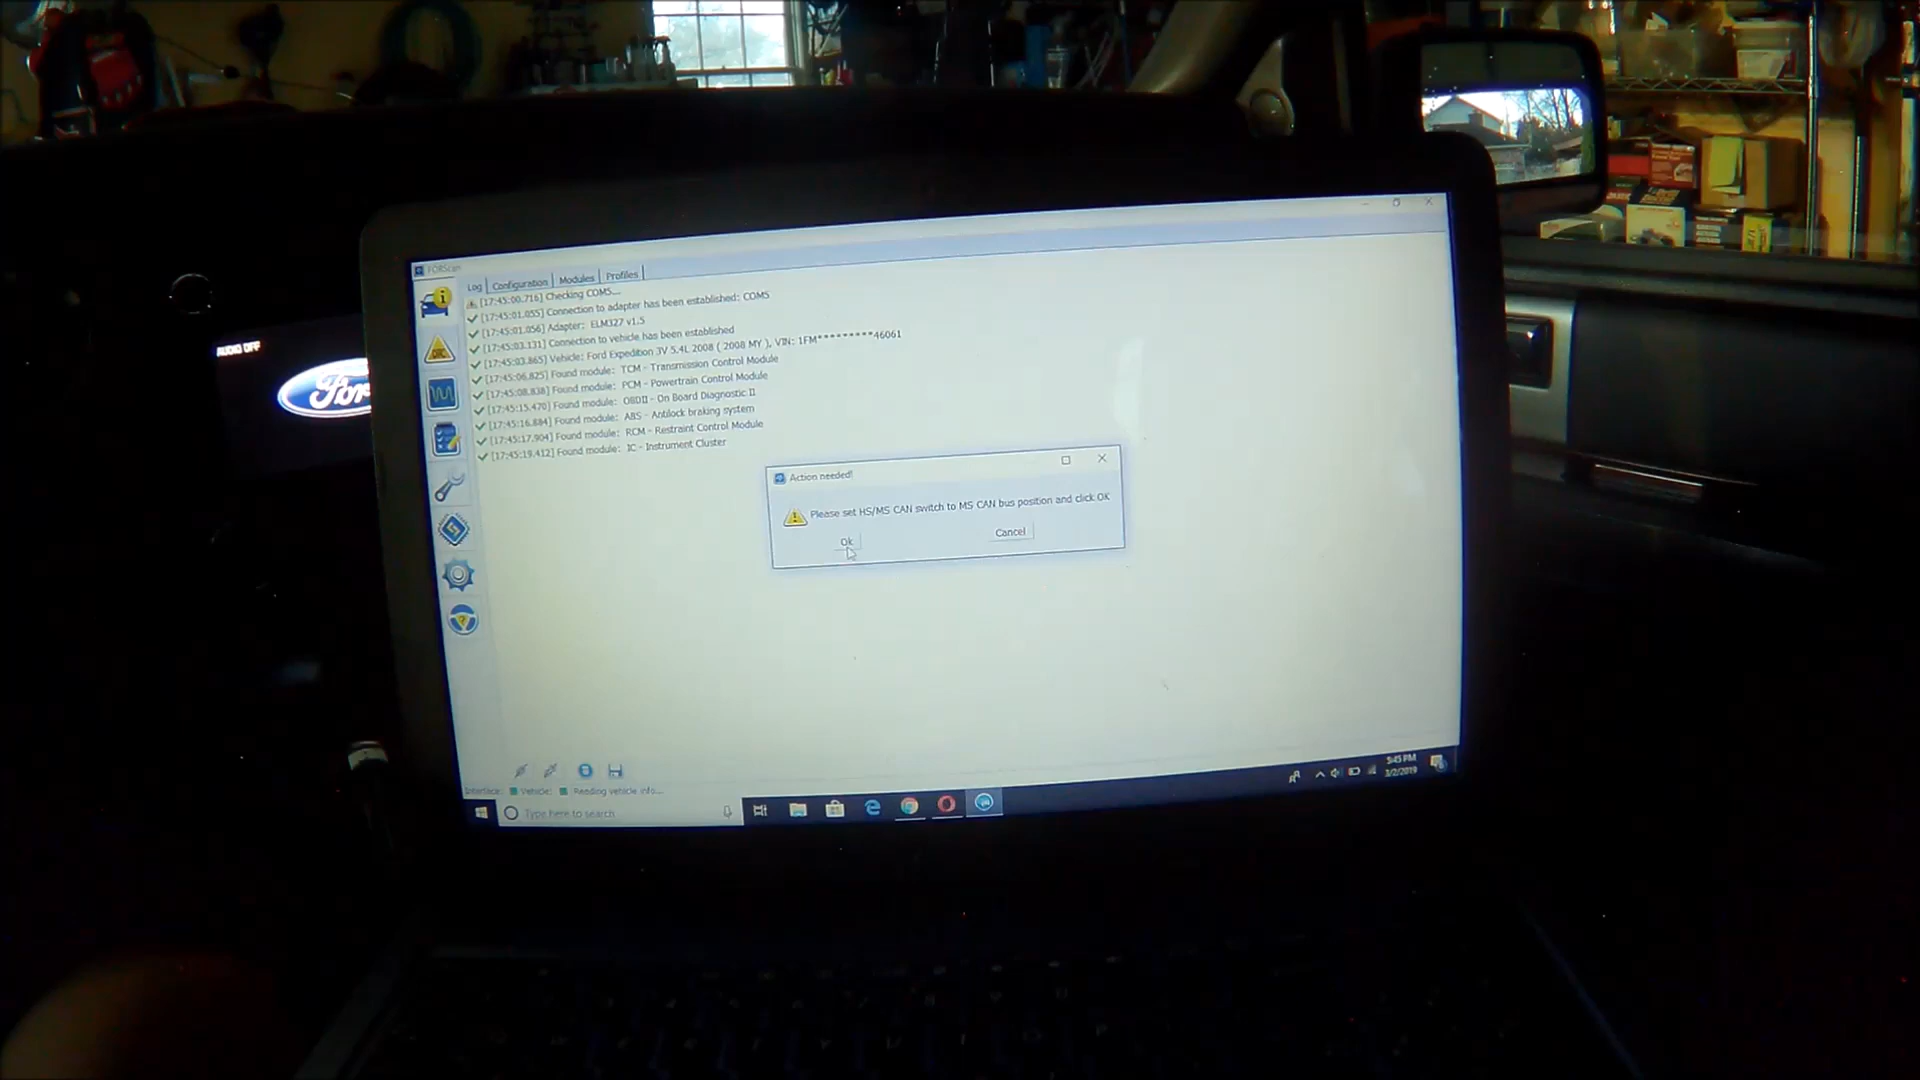 AUDIO OFF
Ford
FORScan
Log Configuration Modules Profiles
[17:45:00.716] Checking COM5...
[17:45:01.055] Connection to adapter has been established: COM5
[17:45:01.056] Adapter: ELM327 v1.5
[17:45:03.131] Connection to vehicle has been established
[17:45:03.865] Vehicle: Ford Expedition 3V 5.4L 2008 ( 2008 MY ), VIN: 1FM*********46061
[17:45:06.825] Found module: TCM - Transmission Control Module
[17:45:08.838] Found module: PCM - Powertrain Control Module
[17:45:15.470] Found module: OBDII - On Board Diagnostic II
[17:45:16.884] Found module: ABS - Antilock braking system
[17:45:17.904] Found module: RCM - Restraint Control Module
[17:45:19.412] Found module: IC - Instrument Cluster
DTC
Action needed!
Please set HS/MS CAN switch to MS CAN bus position and click OK
Ok Cancel
Interface: Vehicle: Reading vehicle info...
Type here to search
5:45 PM
3/2/2019